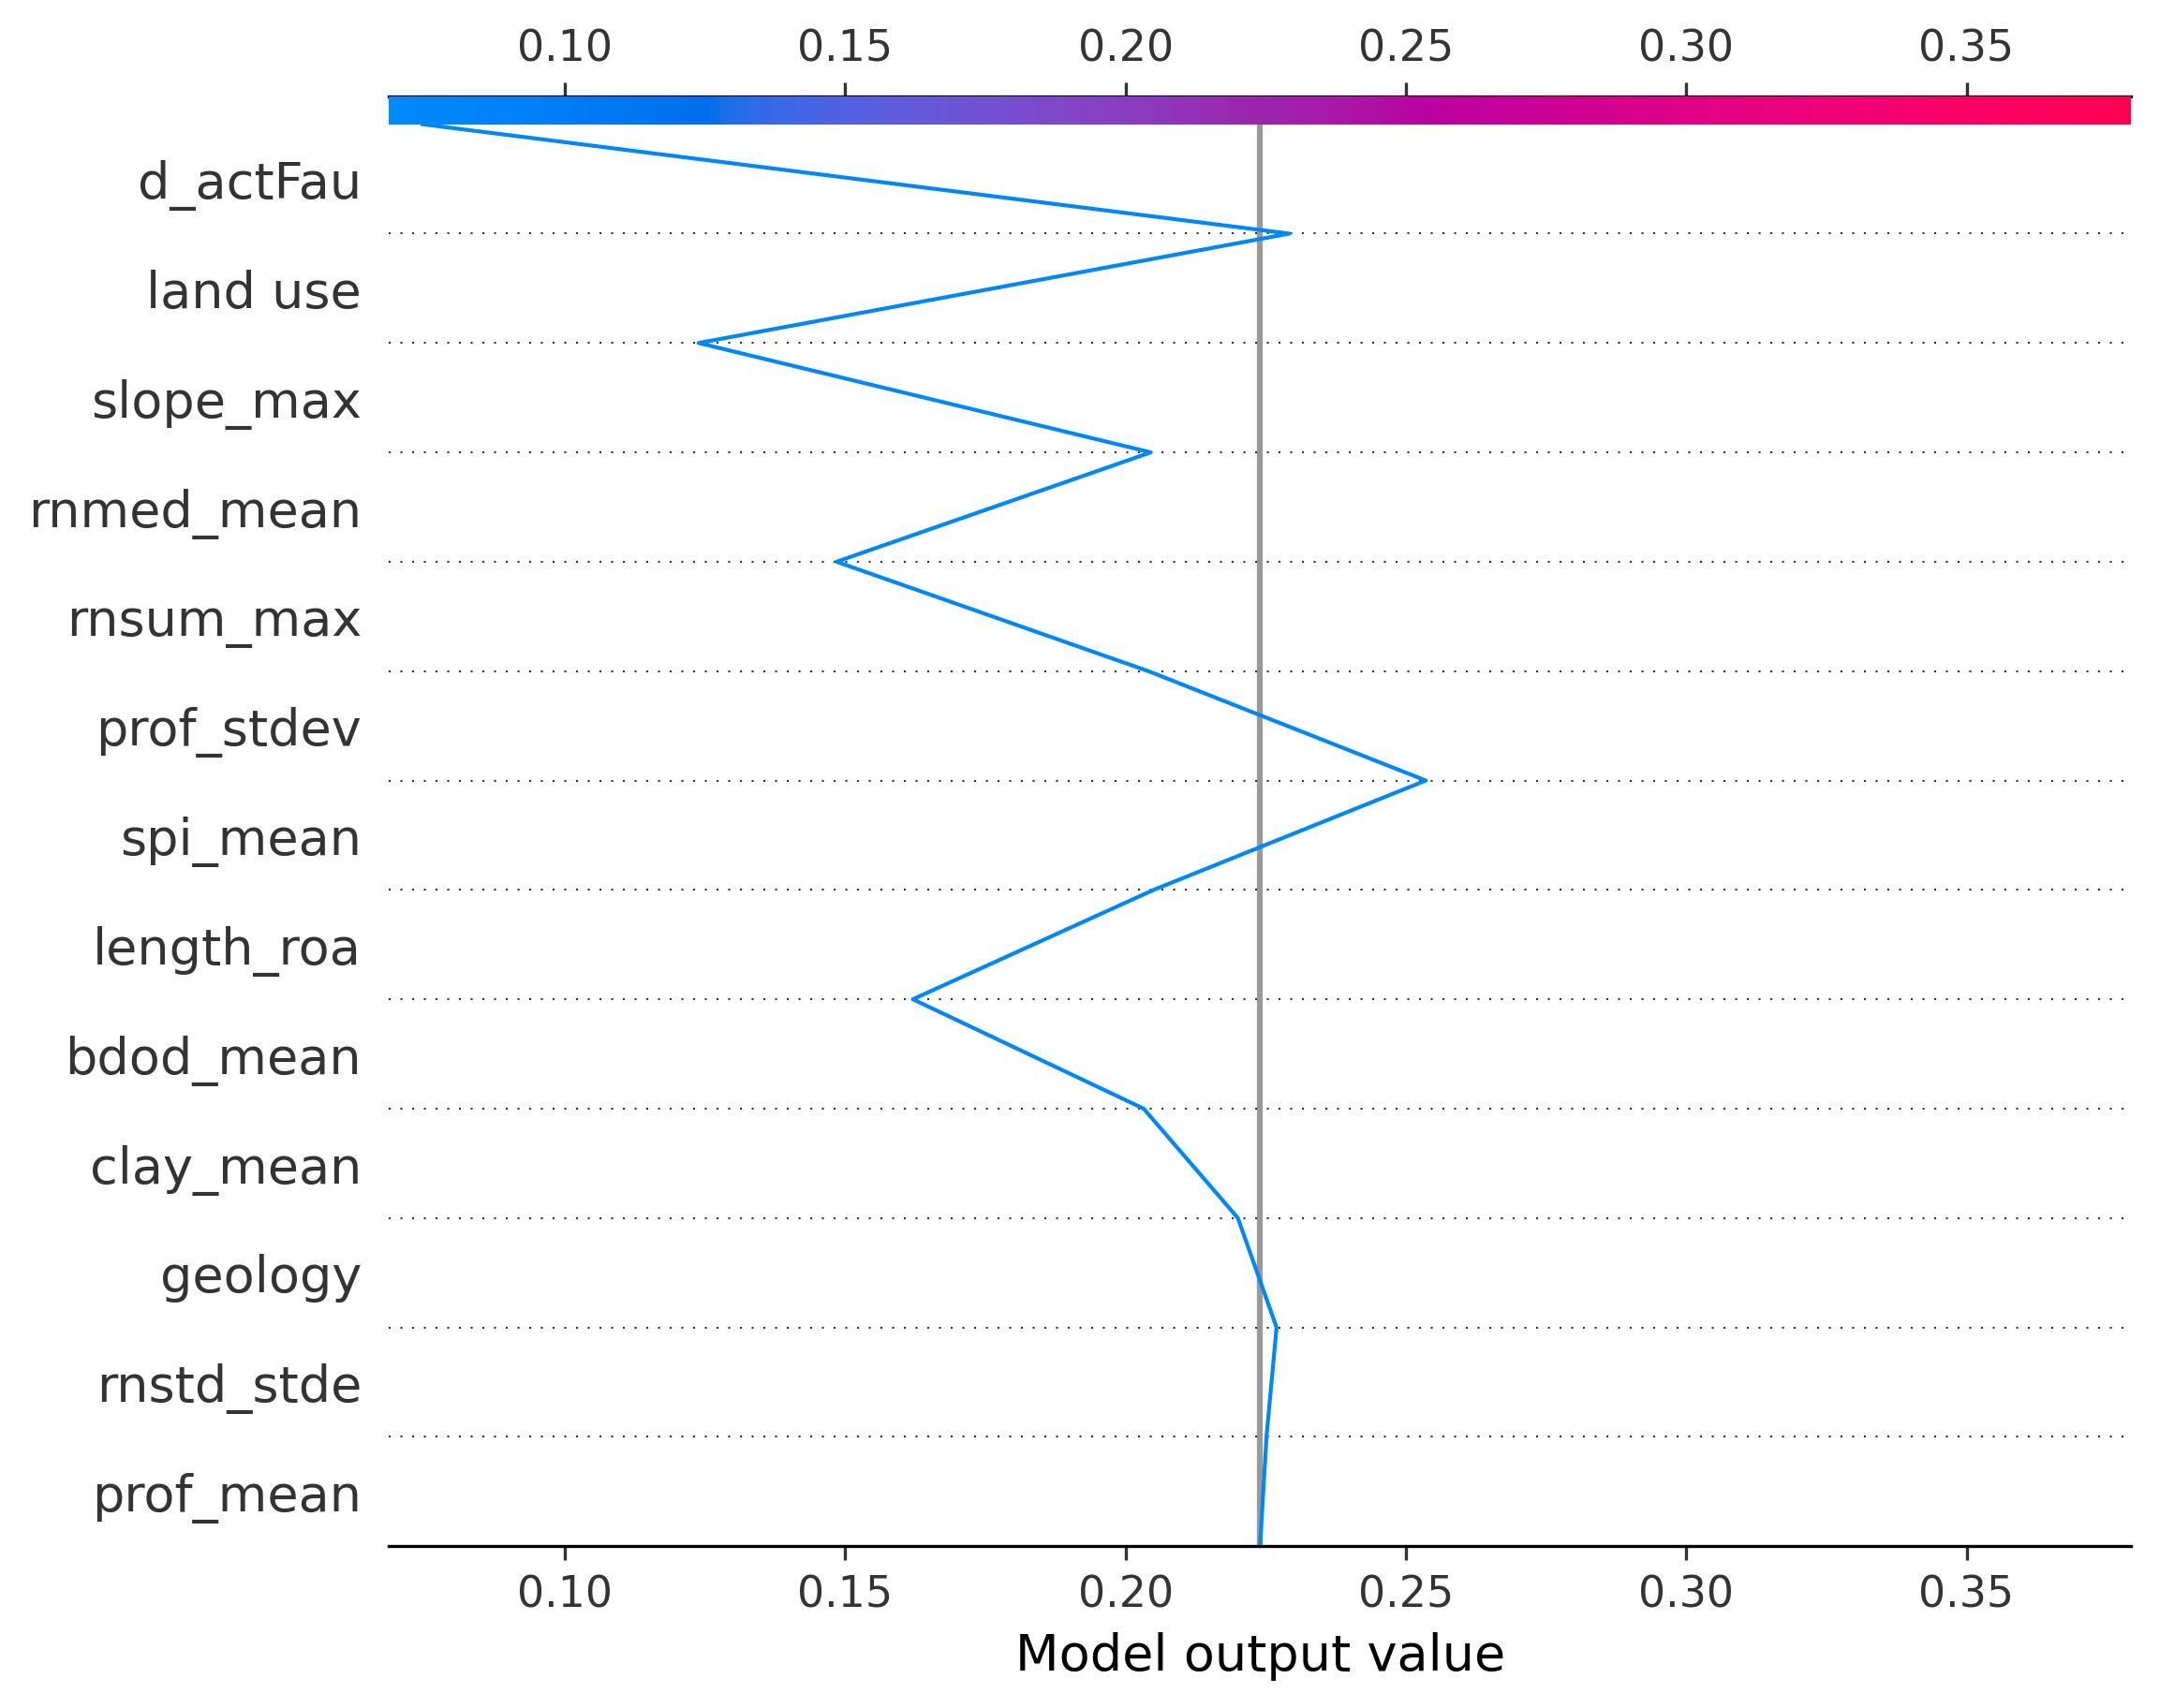 0.10 0.15 0.20 0.25 0.30 0.35
d_actFau
land use
slope_max
rnmed_mean
rnsum_max
prof_stdev
spi_mean
length_roa
bdod_mean
clay_mean
geology
rnstd_stde
prof_mean
0.10 0.15 0.20 0.25 0.30 0.35
Model output value